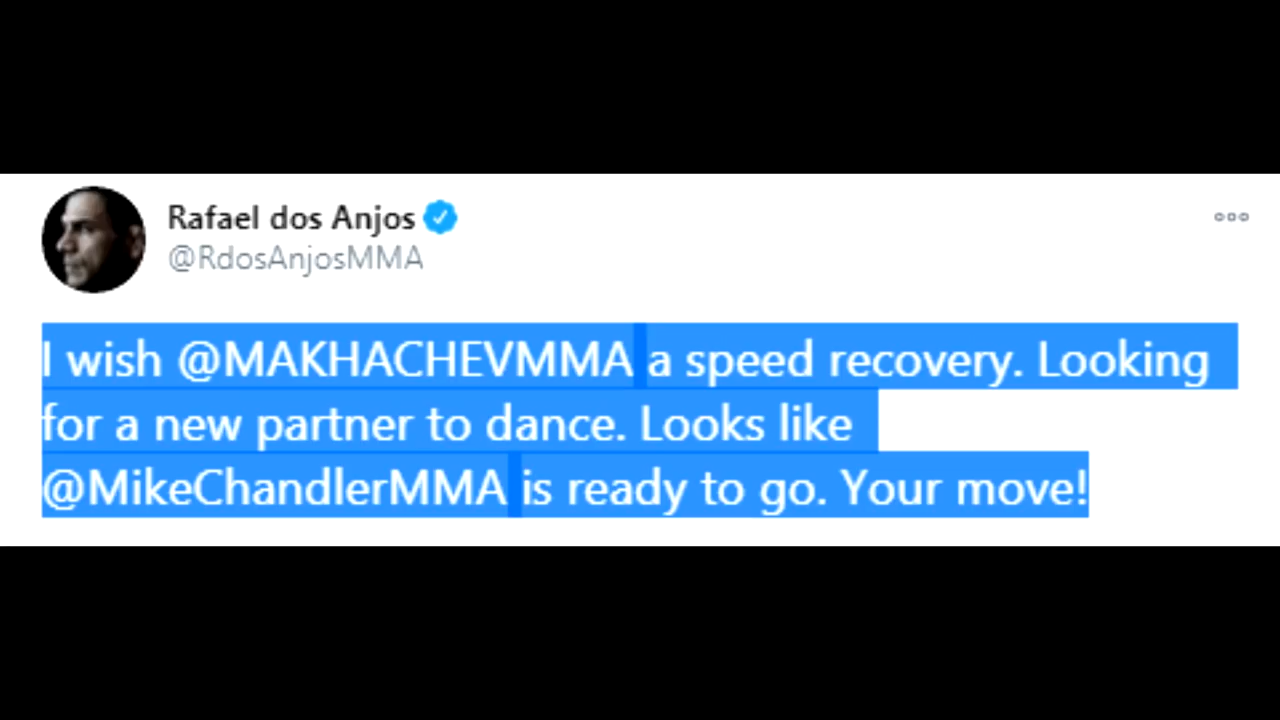 Rafael dos Anjos
@RdosAnjosMMA
I wish @MAKHACHEVMMA a speed recovery. Looking
for a new partner to dance. Looks like
@MikeChandlerMMA is ready to go. Your move!